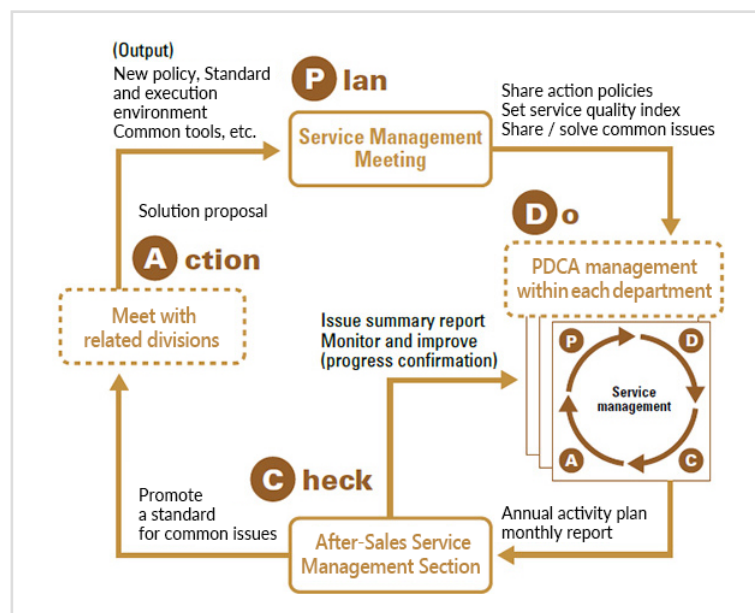 (Output)
New policy, Standard
and execution
environment
Common tools, etc.
P lan
Service Management
Meeting
Share action policies
Set service quality index
Share / solve common issues
Solution proposal
A ction
Meet with
related divisions
D o
PDCA management
within each department
Issue summary report
Monitor and improve
(progress confirmation)
P
D
Service
management
A
C
C heck
Promote
a standard
for common issues
After-Sales Service
Management Section
Annual activity plan
monthly report